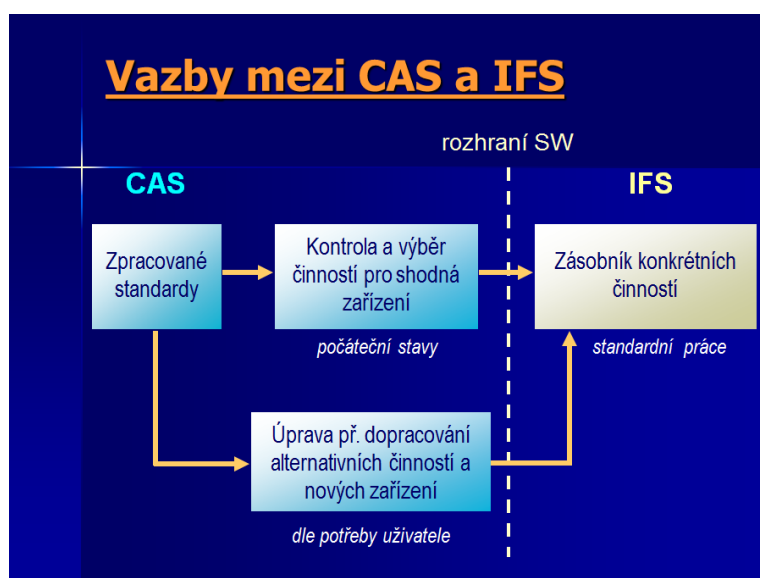 Vazby mezi CAS a IFS
rozhraní SW
CAS
IFS
Zpracované
standardy
Kontrola a výběr
činností pro shodná
zařízení
Zásobník konkrétních
činností
počáteční stavy
standardní práce
Úprava př. dopracování
alternativních činností a
nových zařízení
dle potřeby uživatele